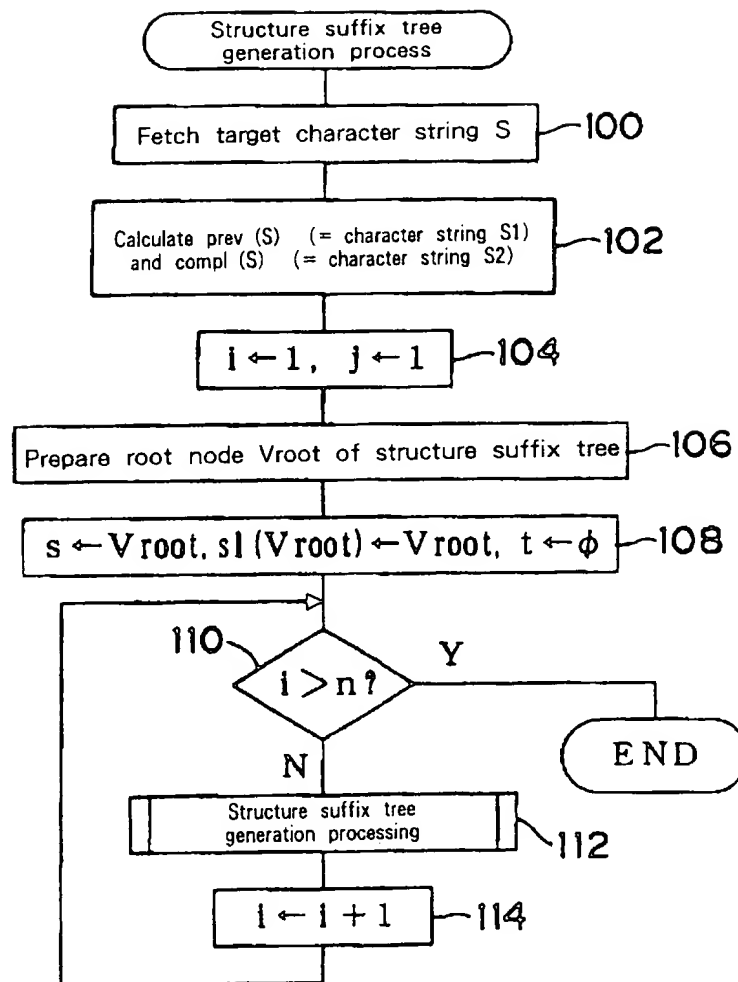 Structure suffix tree
generation process
Fetch target character string S
100
Calculate prev (S) (= character string S1)
and compl (S) (= character string S2)
102
i ← 1, j ← 1
104
Prepare root node Vroot of structure suffix tree
106
s ← Vroot, sl (Vroot) ← Vroot, t ← ϕ
108
110
i > n?
Y
END
N
Structure suffix tree
generation processing
112
i ← i + 1
114